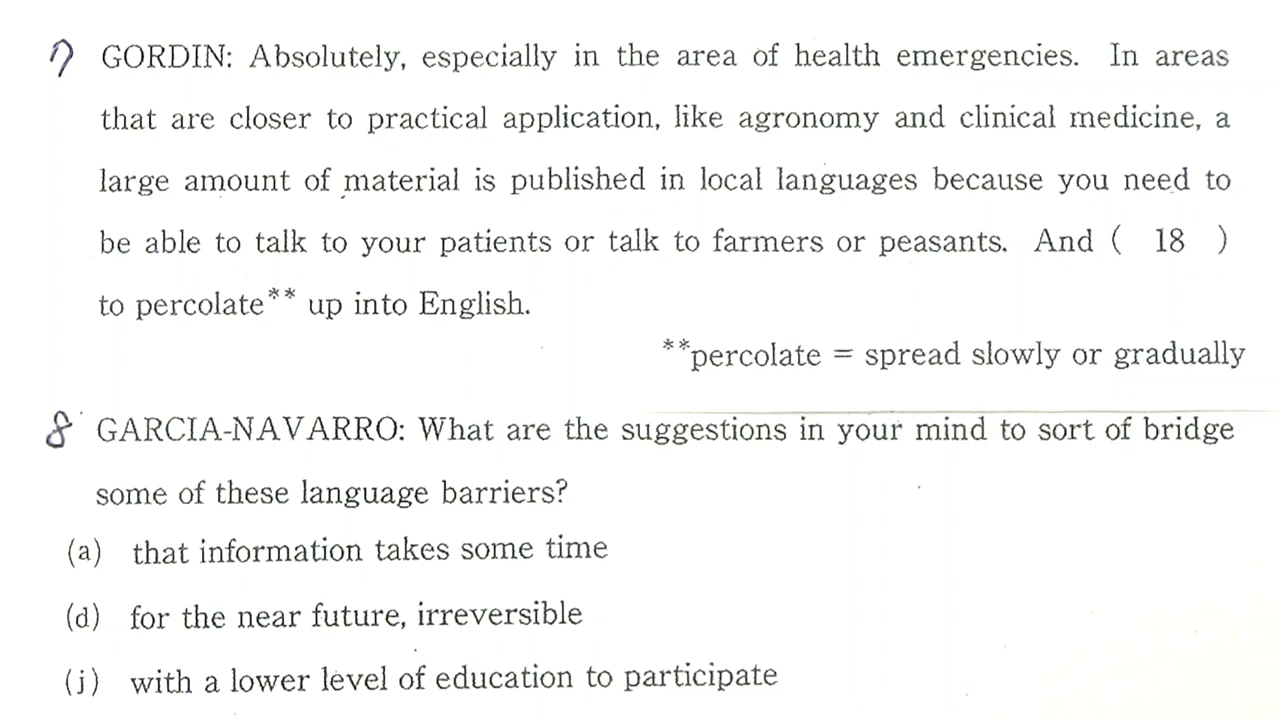 7 GORDIN: Absolutely, especially in the area of health emergencies. In areas
that are closer to practical application, like agronomy and clinical medicine, a
large amount of material is published in local languages because you need to
be able to talk to your patients or talk to farmers or peasants. And ( 18 )
to percolate** up into English.
**percolate = spread slowly or gradually
8 GARCIA-NAVARRO: What are the suggestions in your mind to sort of bridge
some of these language barriers?
(a) that information takes some time
(d) for the near future, irreversible
(j) with a lower level of education to participate